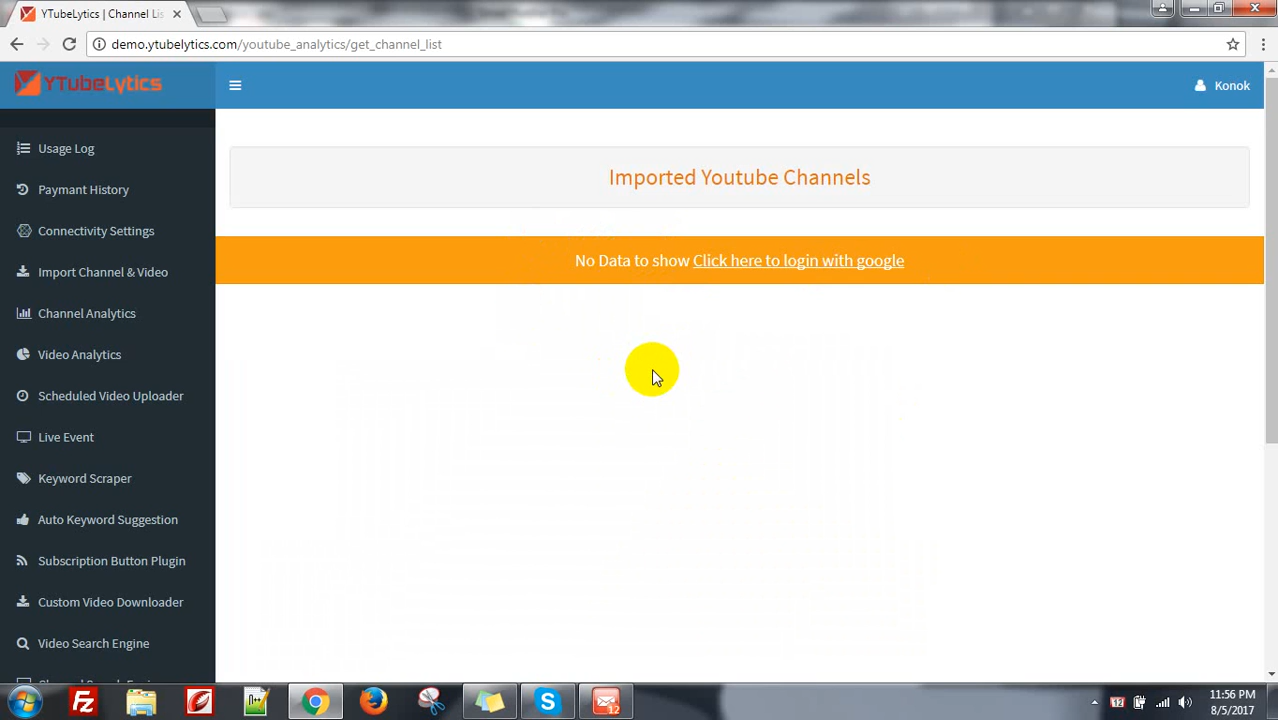 YTubeLytics | Channel Lis
demo.ytubelytics.com/youtube_analytics/get_channel_list
YTubeLytics
Konok
Usage Log
Paymant History
Connectivity Settings
Import Channel & Video
Channel Analytics
Video Analytics
Scheduled Video Uploader
Live Event
Keyword Scraper
Auto Keyword Suggestion
Subscription Button Plugin
Custom Video Downloader
Video Search Engine
Imported Youtube Channels
No Data to show Click here to login with google
12
12
11:56 PM
8/5/2017